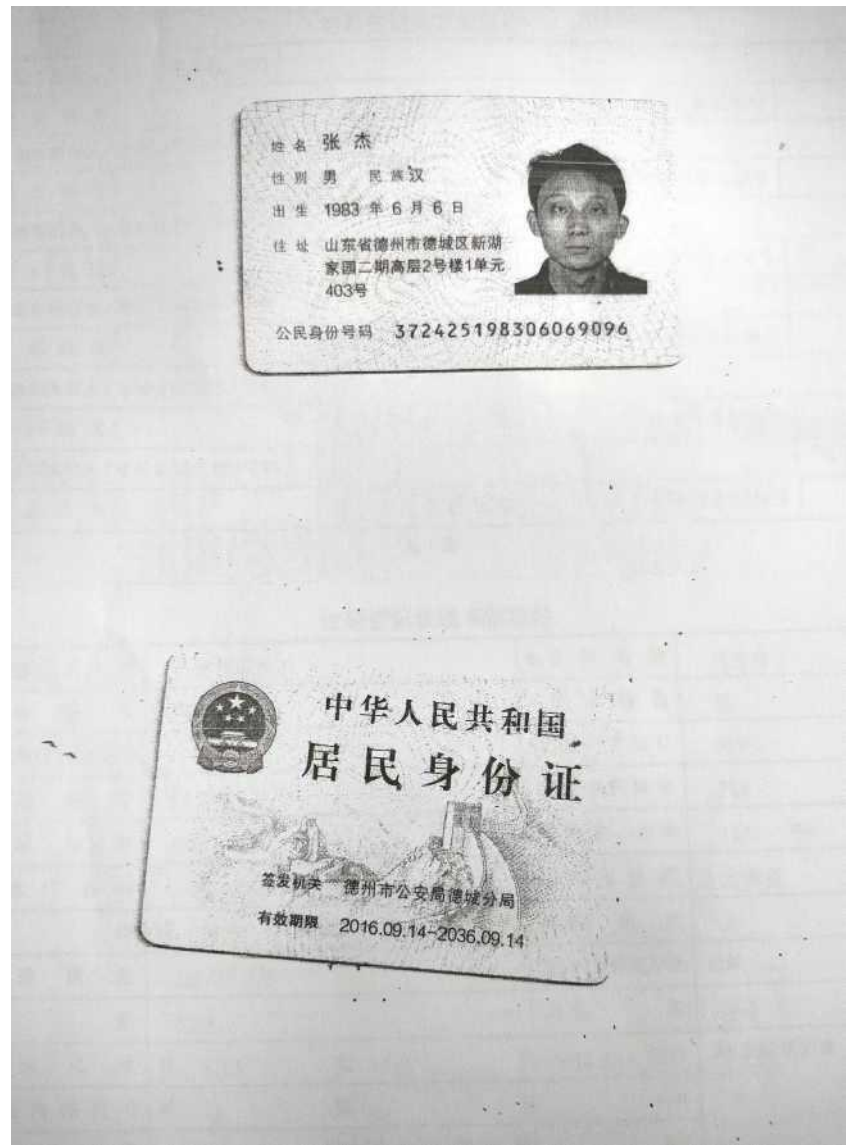 姓名 张杰
性别 男 民族 汉
出生 1983 年 6 月 6 日
住址 山东省德州市德城区新湖
家园二期高层2号楼1单元
403号
公民身份号码 372425198306069096
中华人民共和国
居民身份证
签发机关 德州市公安局德城分局
有效期限 2016.09.14-2036.09.14